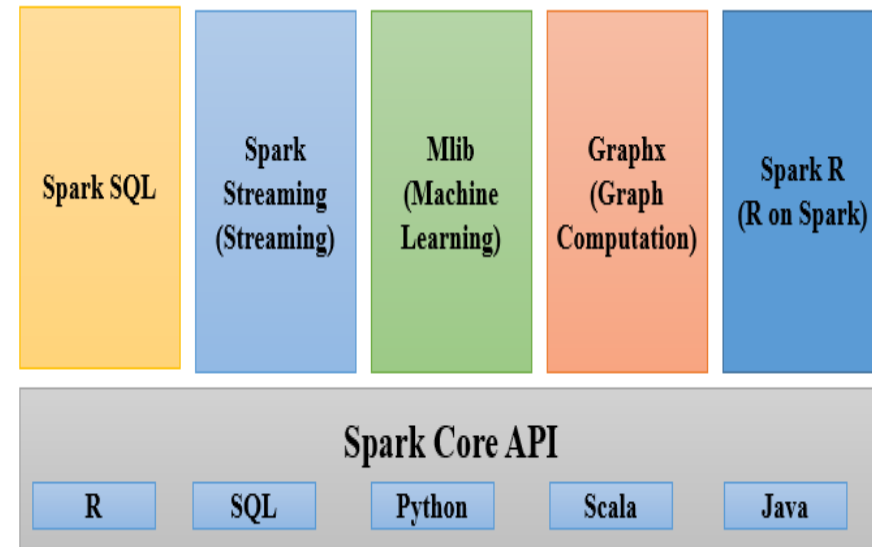 Spark SQL
Spark
Streaming
(Streaming)
Mlib
(Machine
Learning)
Graphx
(Graph
Computation)
Spark R
(R on Spark)
Spark Core API
R
SQL
Python
Scala
Java